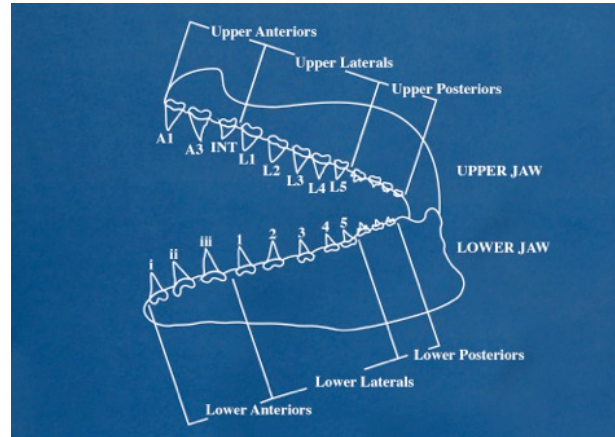 Upper Anteriors
Upper Laterals
Upper Posteriors
A1
A3
INT
L1
L2
L3
L4
L5
UPPER JAW
LOWER JAW
i
ii
iii
1
2
3
4
5
Lower Posteriors
Lower Laterals
Lower Anteriors